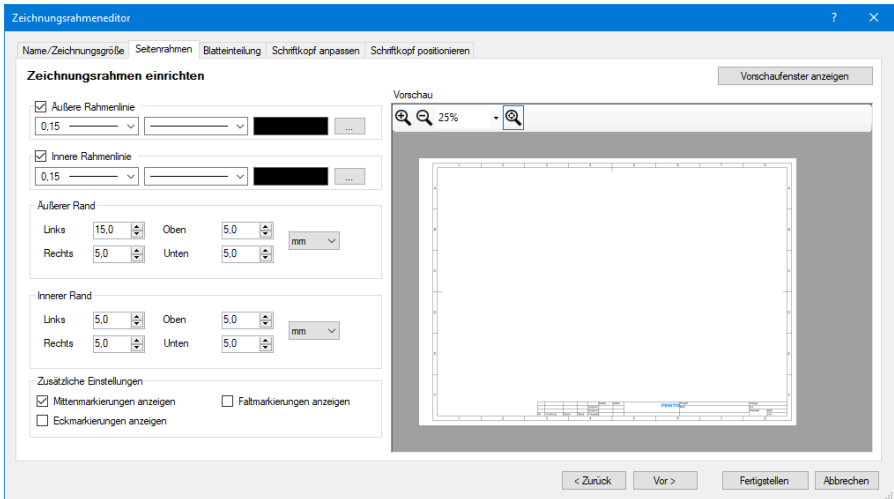 Zeichnungsrahmeneditor
?
Name/Zeichnungsgröße Seitenrahmen Blatteinteilung Schriftkopf anpassen Schriftkopf positionieren
Zeichnungsrahmen einrichten
Vorschaufenster anzeigen
Vorschau
25%
Äußere Rahmenlinie
0,15
...
Innere Rahmenlinie
0,15
...
Äußerer Rand
Links 15,0 Oben 5,0
mm
Rechts 5,0 Unten 5,0
Innerer Rand
Links 5,0 Oben 5,0
mm
Rechts 5,0 Unten 5,0
Zusätzliche Einstellungen
Mittenmarkierungen anzeigen Faltmarkierungen anzeigen
Eckmarkierungen anzeigen
FESTO
< Zurück Vor > Fertigstellen Abbrechen